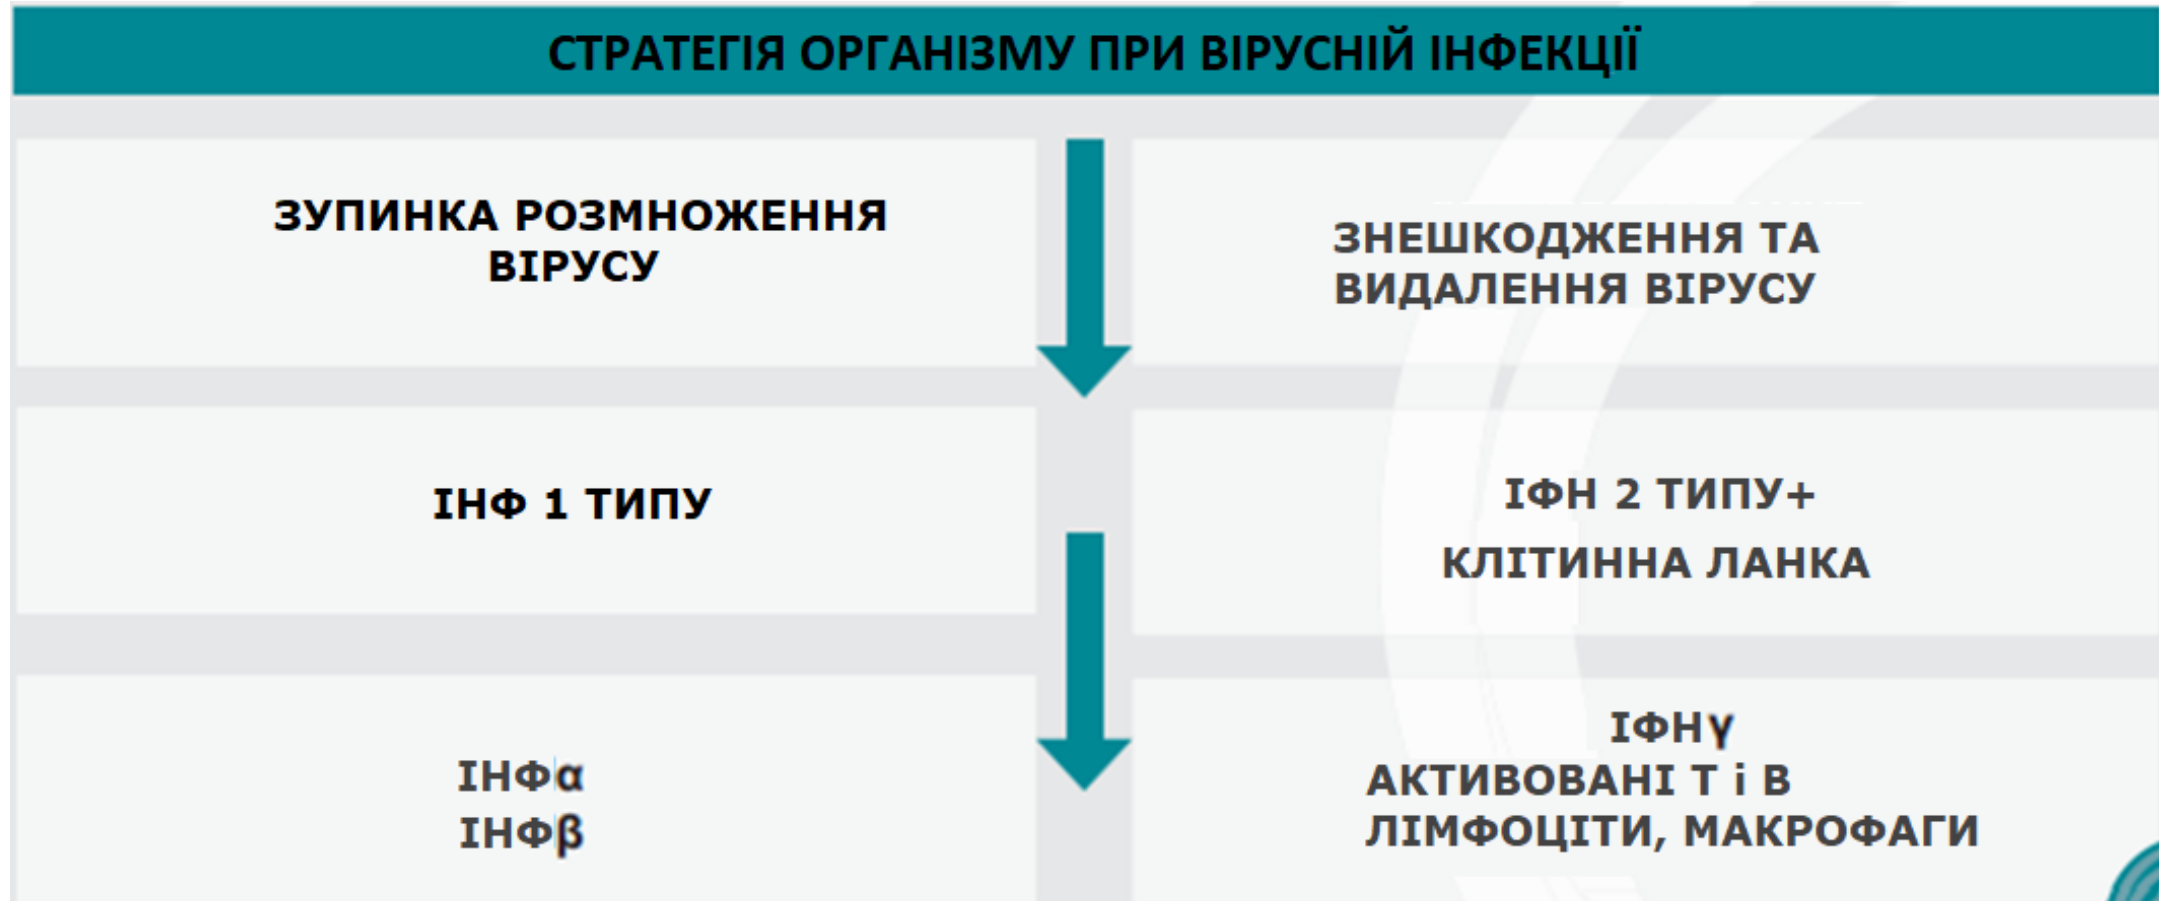 СТРАТЕГІЯ ОРГАНІЗМУ ПРИ ВІРУСНІЙ ІНФЕКЦІЇ
ЗУПИНКА РОЗМНОЖЕННЯ
ВІРУСУ
ЗНЕШКОДЖЕННЯ ТА
ВИДАЛЕННЯ ВІРУСУ
ІНФ 1 ТИПУ
ІФН 2 ТИПУ+
КЛІТИННА ЛАНКА
ІНФα
ІНФβ
ІФНγ
АКТИВОВАНІ Т і В
ЛІМФОЦІТИ, МАКРОФАГИ